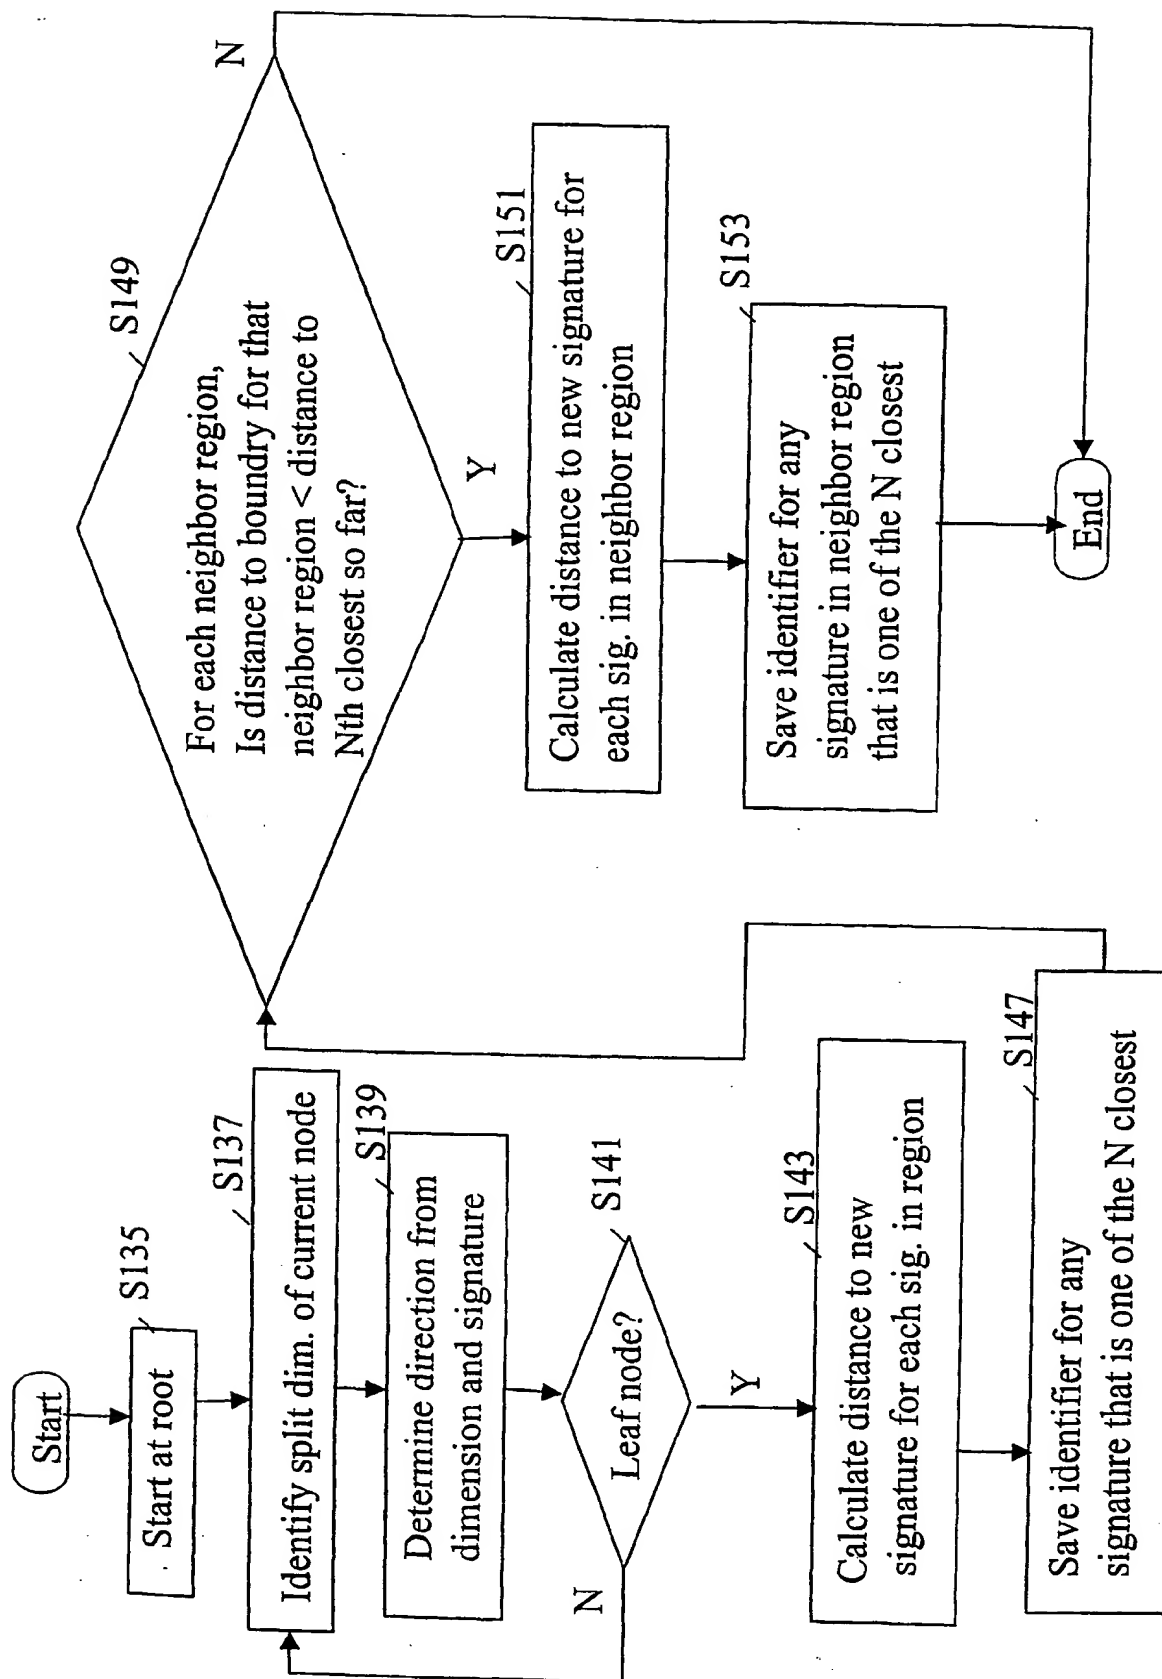 Start
S135
Start at root
S137
Identify split dim. of current node
S139
Determine direction from
dimension and signature
S141
Leaf node?
N
Y
S143
Calculate distance to new
signature for each sig. in region
S147
Save identifier for any
signature that is one of the N closest
S149
For each neighbor region,
Is distance to boundry for that
neighbor region < distance to
Nth closest so far?
N
Y
S151
Calculate distance to new signature for
each sig. in neighbor region
S153
Save identifier for any
signature in neighbor region
that is one of the N closest
End